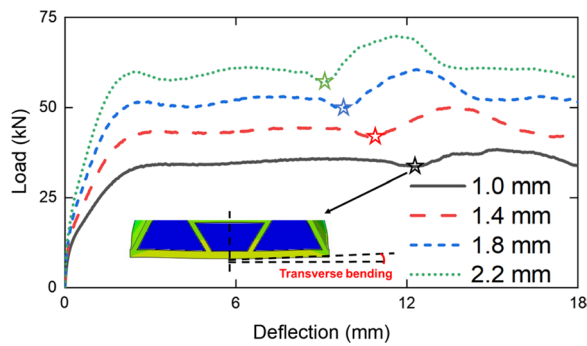 75
50
25
0
Load (kN)
1.0 mm
1.4 mm
1.8 mm
2.2 mm
Transverse bending
0
6
12
18
Deflection (mm)